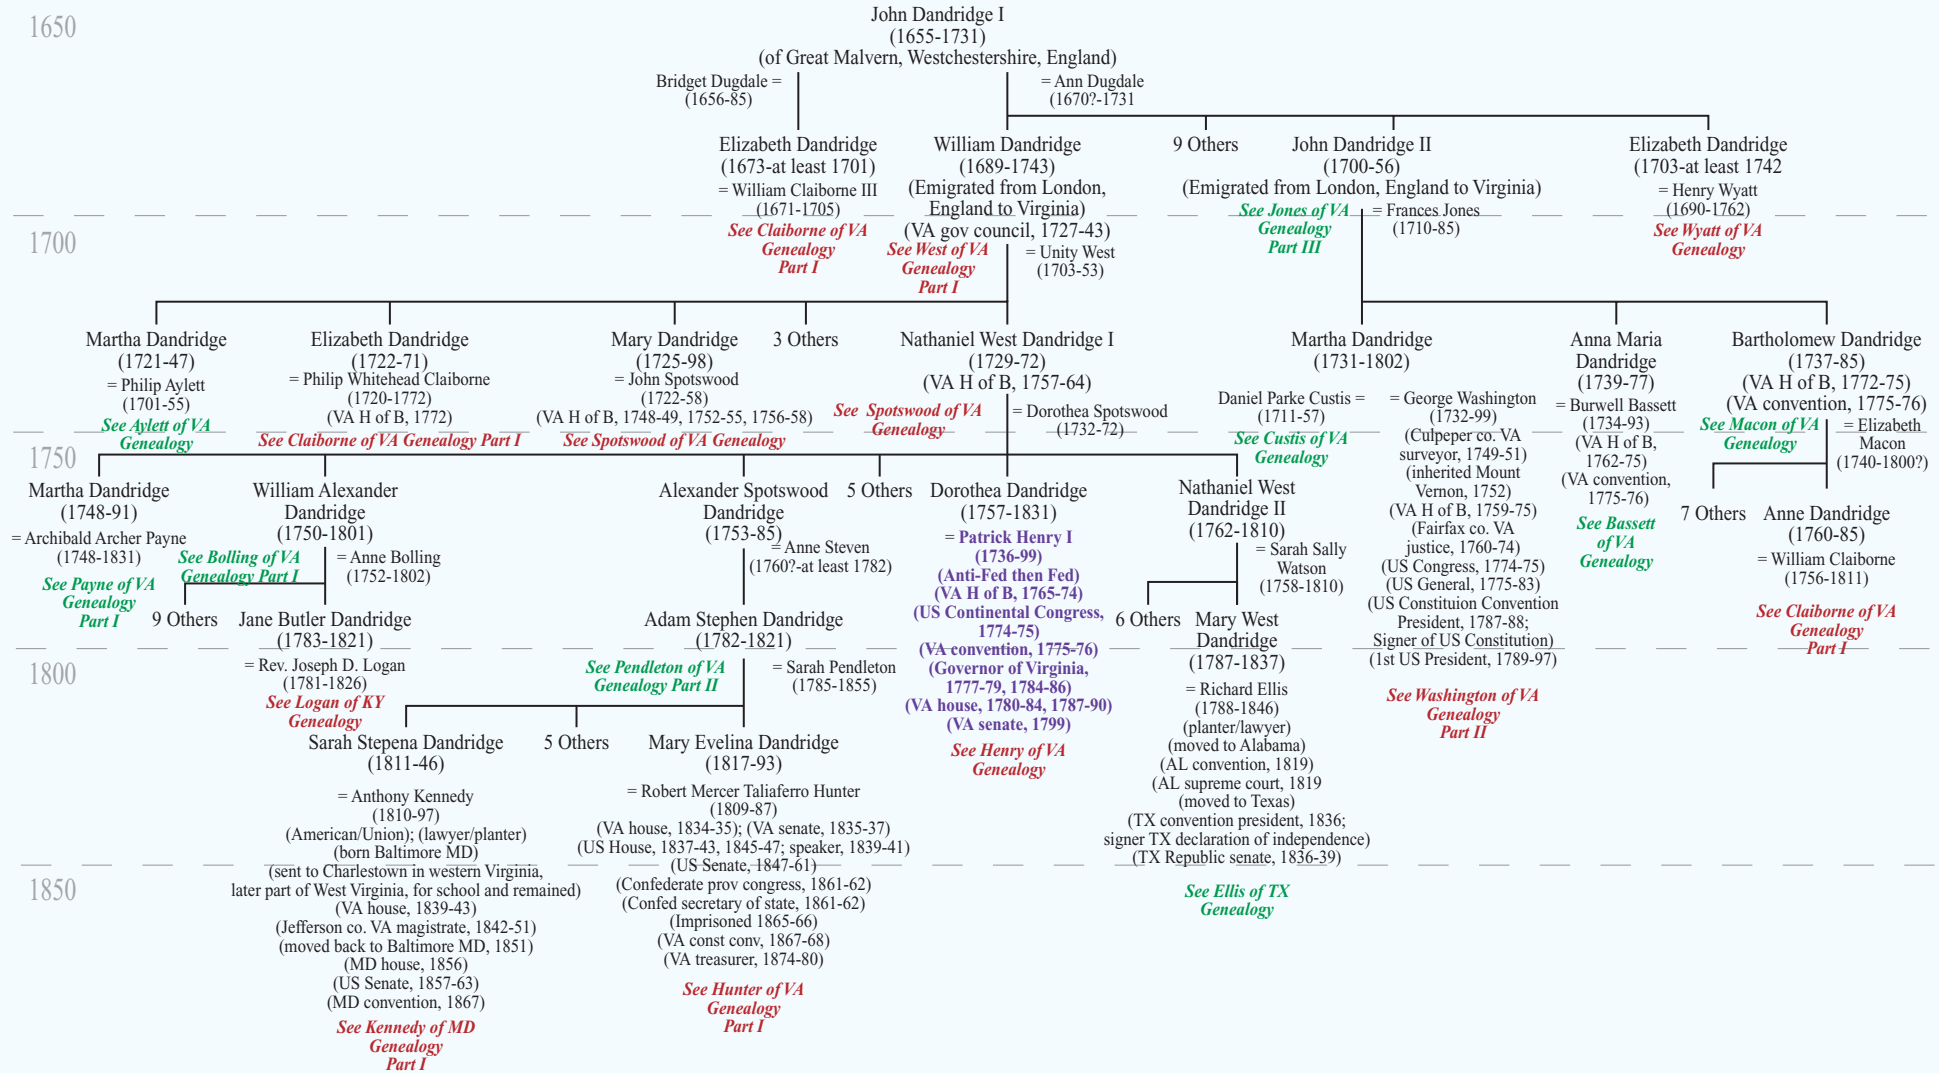 1650
John Dandridge I
(1655-1731)
(of Great Malvern, Westchestershire, England)
Bridget Dugdale =
(1656-85)
= Ann Dugdale
(1670?-1731
Elizabeth Dandridge
(1673-at least 1701)
= William Claiborne III
(1671-1705)
See Claiborne of VA
Genealogy
Part I
William Dandridge
(1689-1743)
(Emigrated from London,
England to Virginia)
(VA gov council, 1727-43)
See West of VA
Genealogy
Part I
= Unity West
(1703-53)
9 Others
John Dandridge II
(1700-56)
(Emigrated from London, England to Virginia)
See Jones of VA
Genealogy
Part III
= Frances Jones
(1710-85)
Elizabeth Dandridge
(1703-at least 1742
= Henry Wyatt
(1690-1762)
See Wyatt of VA
Genealogy
1700
Martha Dandridge
(1721-47)
= Philip Aylett
(1701-55)
See Aylett of VA
Genealogy
Elizabeth Dandridge
(1722-71)
= Philip Whitehead Claiborne
(1720-1772)
(VA H of B, 1772)
See Claiborne of VA Genealogy Part I
Mary Dandridge
(1725-98)
= John Spotswood
(1722-58)
(VA H of B, 1748-49, 1752-55, 1756-58)
See Spotswood of VA Genealogy
3 Others
Nathaniel West Dandridge I
(1729-72)
(VA H of B, 1757-64)
See Spotswood of VA
Genealogy
= Dorothea Spotswood
(1732-72)
Martha Dandridge
(1731-1802)
Daniel Parke Custis =
(1711-57)
See Custis of VA
Genealogy
= George Washington
(1732-99)
(Culpeper co. VA
surveyor, 1749-51)
(inherited Mount
Vernon, 1752)
(VA H of B, 1759-75)
(Fairfax co. VA
justice, 1760-74)
(US Congress, 1774-75)
(US General, 1775-83)
(US Constituion Convention
President, 1787-88;
Signer of US Constitution)
(1st US President, 1789-97)
See Washington of VA
Genealogy
Part II
Anna Maria
Dandridge
(1739-77)
= Burwell Bassett
(1734-93)
(VA H of B,
1762-75)
(VA convention,
1775-76)
See Bassett
of VA
Genealogy
Bartholomew Dandridge
(1737-85)
(VA H of B, 1772-75)
(VA convention, 1775-76)
See Macon of VA
Genealogy
= Elizabeth
Macon
(1740-1800?)
1750
Martha Dandridge
(1748-91)
= Archibald Archer Payne
(1748-1831)
See Payne of VA
Genealogy
Part I
William Alexander
Dandridge
(1750-1801)
See Bolling of VA
Genealogy Part I
= Anne Bolling
(1752-1802)
Alexander Spotswood
Dandridge
(1753-85)
= Anne Steven
(1760?-at least 1782)
5 Others
Dorothea Dandridge
(1757-1831)
= Patrick Henry I
(1736-99)
(Anti-Fed then Fed)
(VA H of B, 1765-74)
(US Continental Congress,
1774-75)
(VA convention, 1775-76)
(Governor of Virginia,
1777-79, 1784-86)
(VA house, 1780-84, 1787-90)
(VA senate, 1799)
See Henry of VA
Genealogy
Nathaniel West
Dandridge II
(1762-1810)
= Sarah Sally
Watson
(1758-1810)
7 Others
Anne Dandridge
(1760-85)
= William Claiborne
(1756-1811)
See Claiborne of VA
Genealogy
Part I
9 Others
Jane Butler Dandridge
(1783-1821)
= Rev. Joseph D. Logan
(1781-1826)
See Logan of KY
Genealogy
Adam Stephen Dandridge
(1782-1821)
See Pendleton of VA
Genealogy Part II
= Sarah Pendleton
(1785-1855)
6 Others
Mary West
Dandridge
(1787-1837)
= Richard Ellis
(1788-1846)
(planter/lawyer)
(moved to Alabama)
(AL convention, 1819)
(AL supreme court, 1819
(moved to Texas)
(TX convention president, 1836;
signer TX declaration of independence)
(TX Republic senate, 1836-39)
See Ellis of TX
Genealogy
1800
Sarah Stepena Dandridge
(1811-46)
= Anthony Kennedy
(1810-97)
(American/Union); (lawyer/planter)
(born Baltimore MD)
(sent to Charlestown in western Virginia,
later part of West Virginia, for school and remained)
(VA house, 1839-43)
(Jefferson co. VA magistrate, 1842-51)
(moved back to Baltimore MD, 1851)
(MD house, 1856)
(US Senate, 1857-63)
(MD convention, 1867)
See Kennedy of MD
Genealogy
Part I
5 Others
Mary Evelina Dandridge
(1817-93)
= Robert Mercer Taliaferro Hunter
(1809-87)
(VA house, 1834-35); (VA senate, 1835-37)
(US House, 1837-43, 1845-47; speaker, 1839-41)
(US Senate, 1847-61)
(Confederate prov congress, 1861-62)
(Confed secretary of state, 1861-62)
(Imprisoned 1865-66)
(VA const conv, 1867-68)
(VA treasurer, 1874-80)
See Hunter of VA
Genealogy
Part I
1850